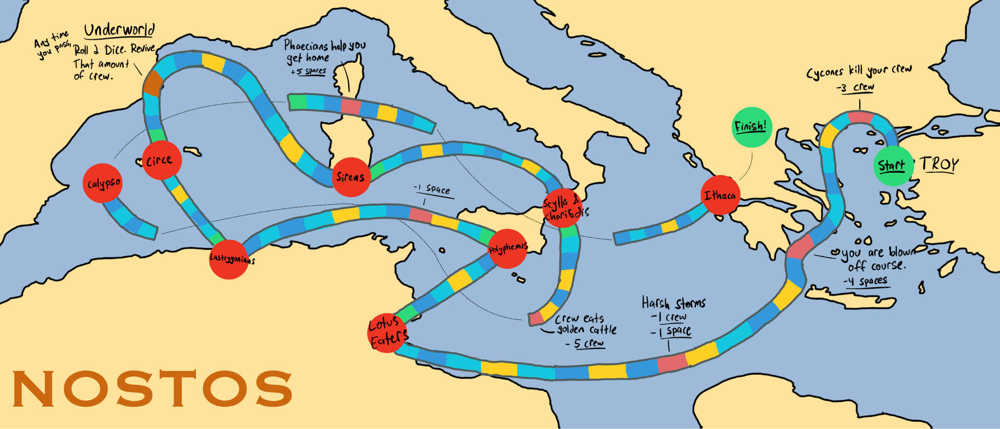 Underworld
Any time
you pass,
Roll 2 Dice. Revive
That amount
of crew.
Phaecians help you
get home
+5 spaces
Cycones kill your crew
-3 crew
Finish!
Start
TROY
Circe
Calypso
Sirens
-1 space
Scylla &
charibdis
Ithaca
Lastrygonians
Polyphemus
you are blown
off course.
-4 spaces
Lotus
Eaters
Crew eats
golden cattle
- 5 crew
Harsh storms
-1 crew
-1 space
NOSTOS